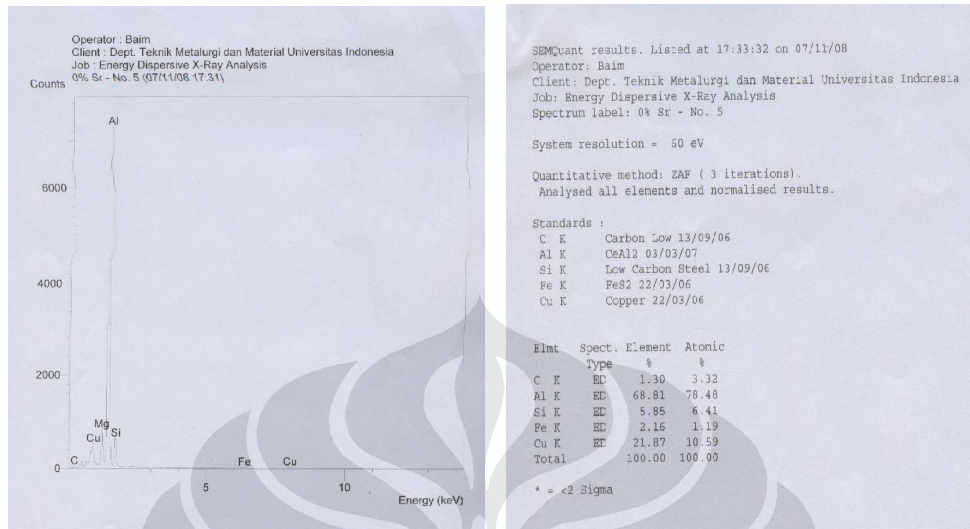 Operator : Baim
Client : Dept. Teknik Metalurgi dan Material Universitas Indonesia
Job : Energy Dispersive X-Ray Analysis
0% Sr - No. 5 (07/11/08 17:31)
Counts
Al
6000
4000
2000
Mg
Cu
Si
C
Fe
Cu
0
5
10
Energy (keV)
SEMQuant results. Listed at 17:33:32 on 07/11/08
Operator: Baim
Client: Dept. Teknik Metalurgi dan Material Universitas Indonesia
Job: Energy Dispersive X-Ray Analysis
Spectrum label: 0% Sr - No. 5
System resolution = 60 eV
Quantitative method: ZAF ( 3 iterations).
Analysed all elements and normalised results.
Standards :
C K Carbon Low 13/09/06
Al K CeAl2 03/03/07
Si K Low Carbon Steel 13/09/06
Fe K FeS2 22/03/06
Cu K Copper 22/03/06
Elmt Spect. Element Atomic
Type % %
C K ED 1.30 3.32
Al K ED 68.81 78.48
Si K ED 5.85 6.41
Fe K ED 2.16 1.19
Cu K ED 21.87 10.59
Total 100.00 100.00
* = <2 Sigma